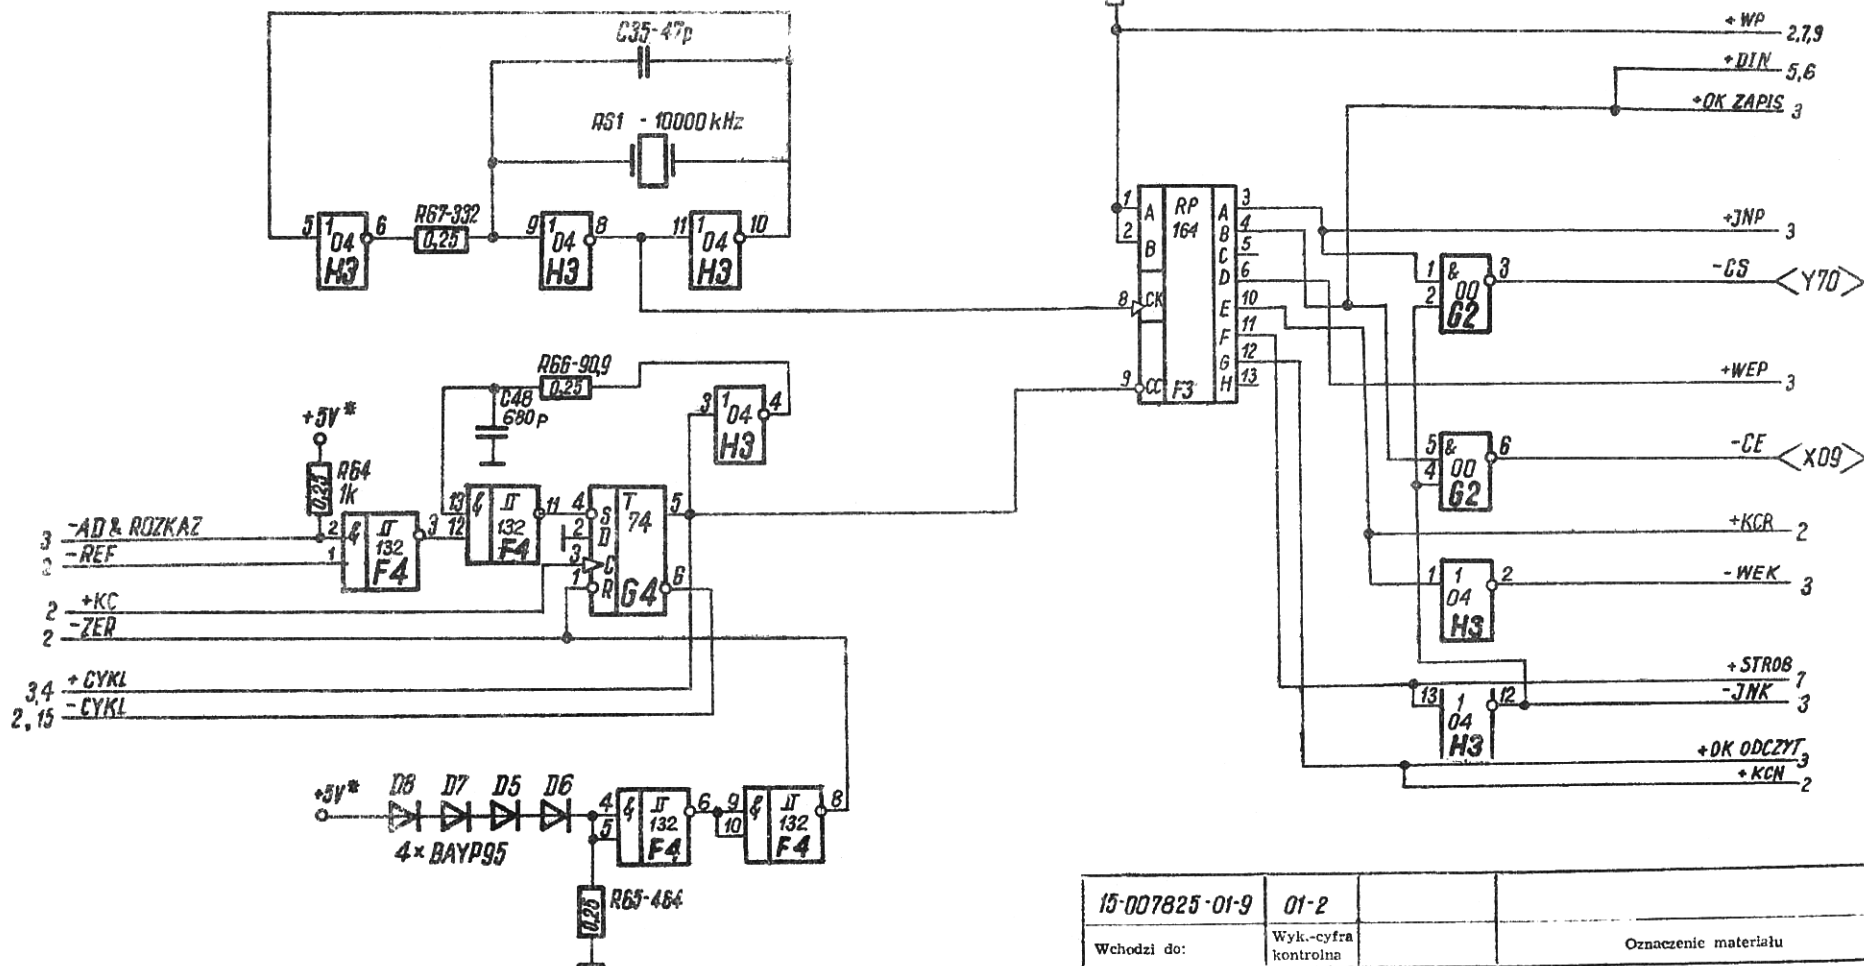 C35-47p
RS1 - 10000 kHz
5 1 04 H3 6
R67-332
0,25
9 1 04 H3 8
11 1 04 H3 10
R66-90,9
0,25
C48
680p
3 1 04 H3 4
+5V*
R64
1k
0,25
3 -AD & ROZKAZ
-REF
2 +KC
2 -ZER
3,4 +CYKL
2,15 -CYKL
2 1 & II 132 F4 3
13 12 & II 132 F4 11
4 2 3 1 S D C R T 74 G4 5 6
+5V*
D8 D7 D5 D6
4×BAYP95
4 5 & II 132 F4 6
9 10 & II 132 F4 8
R65-464
0,25
1 2 8 9
A B CK CC
RP 164 F3
A B C D E F G H
3 4 5 6 10 11 12 13
+WP 2,7,9
+DIN 5,6
+OK ZAPIS 3
+JNP 3
1 2 & 00 G2 3
-CS Y70
+WEP 3
5 4 & 00 G2 6
-CE X09
+KCR 2
1 1 04 H3 2
-WEK 3
+STROB 7
13 1 04 H3 12
-JNK 3
+OK ODCZYT 3
+KCN 2
15-007825-01-9 01-2
Wchodzi do: Wyk.-cyfra kontrolna Oznaczenie materiału